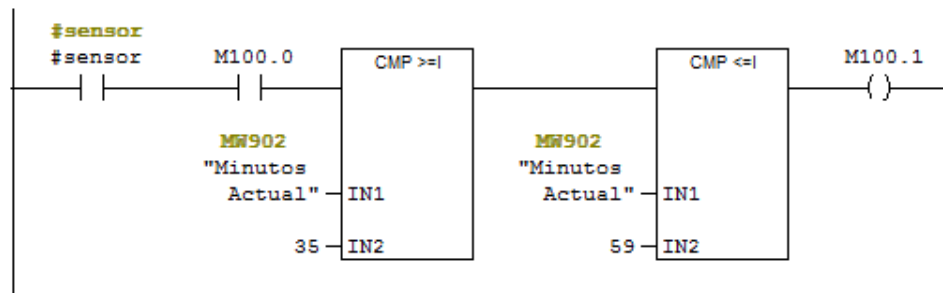 #sensor
#sensor
M100.0
CMP >=I
CMP <=I
M100.1
MW902
"Minutos
Actual"
IN1
35
IN2
MW902
"Minutos
Actual"
IN1
59
IN2